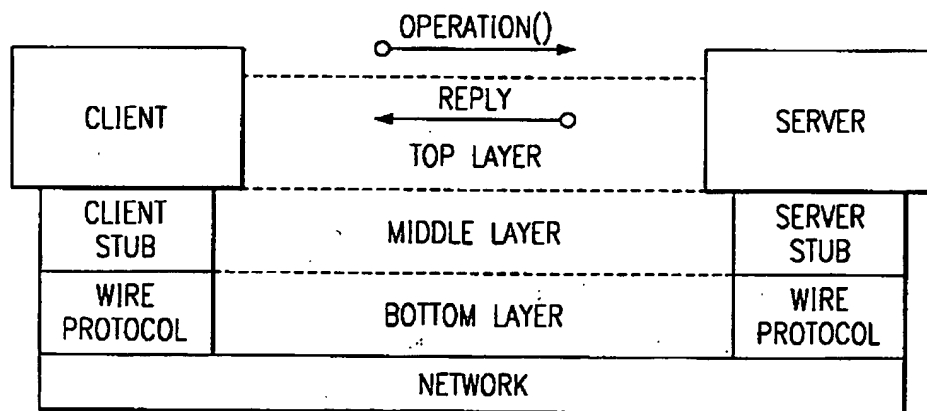 OPERATION()
CLIENT
REPLY
SERVER
TOP LAYER
CLIENT
STUB
MIDDLE LAYER
SERVER
STUB
WIRE
PROTOCOL
BOTTOM LAYER
WIRE
PROTOCOL
NETWORK